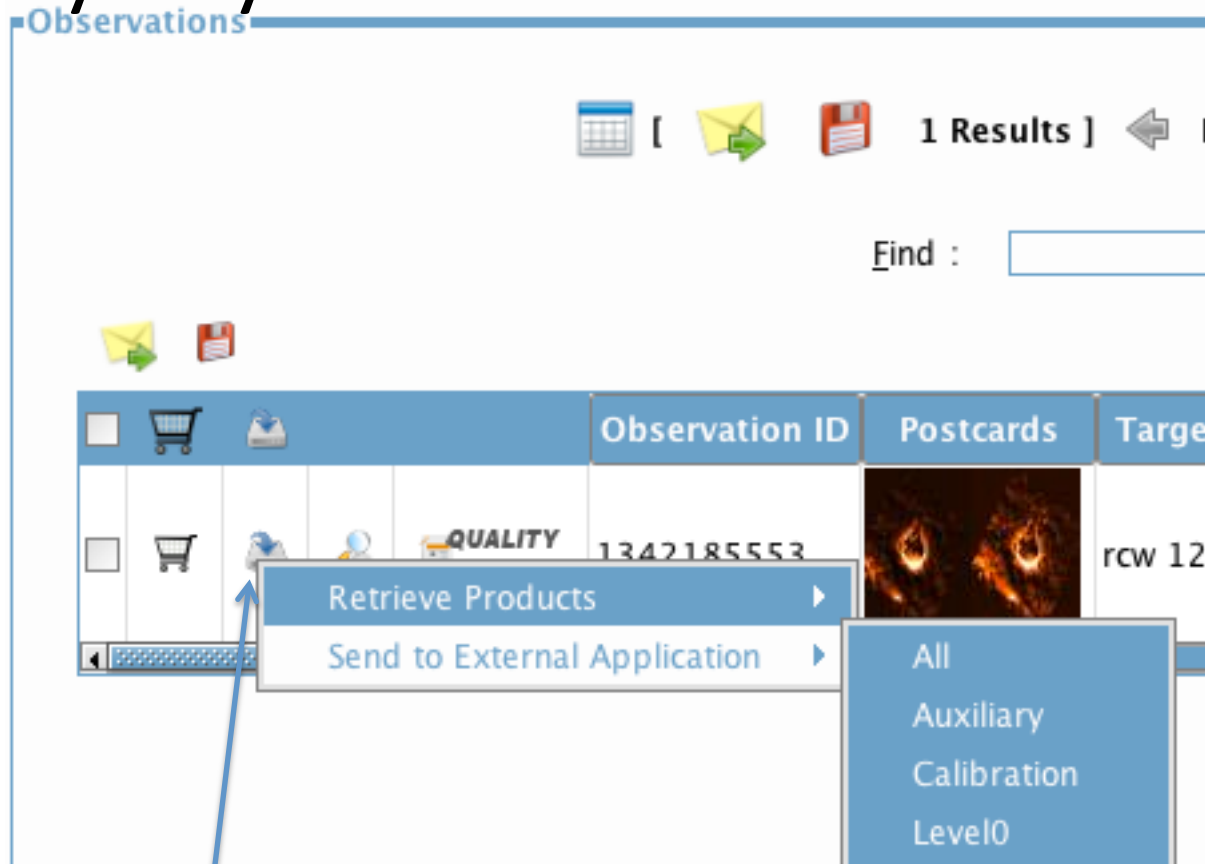 Observations
[ 1 Results ]
Find :
Observation ID Postcards Targe
QUALITY 1342185553 rcw 12
Retrieve Products
Send to External Application
All
Auxiliary
Calibration
Level0